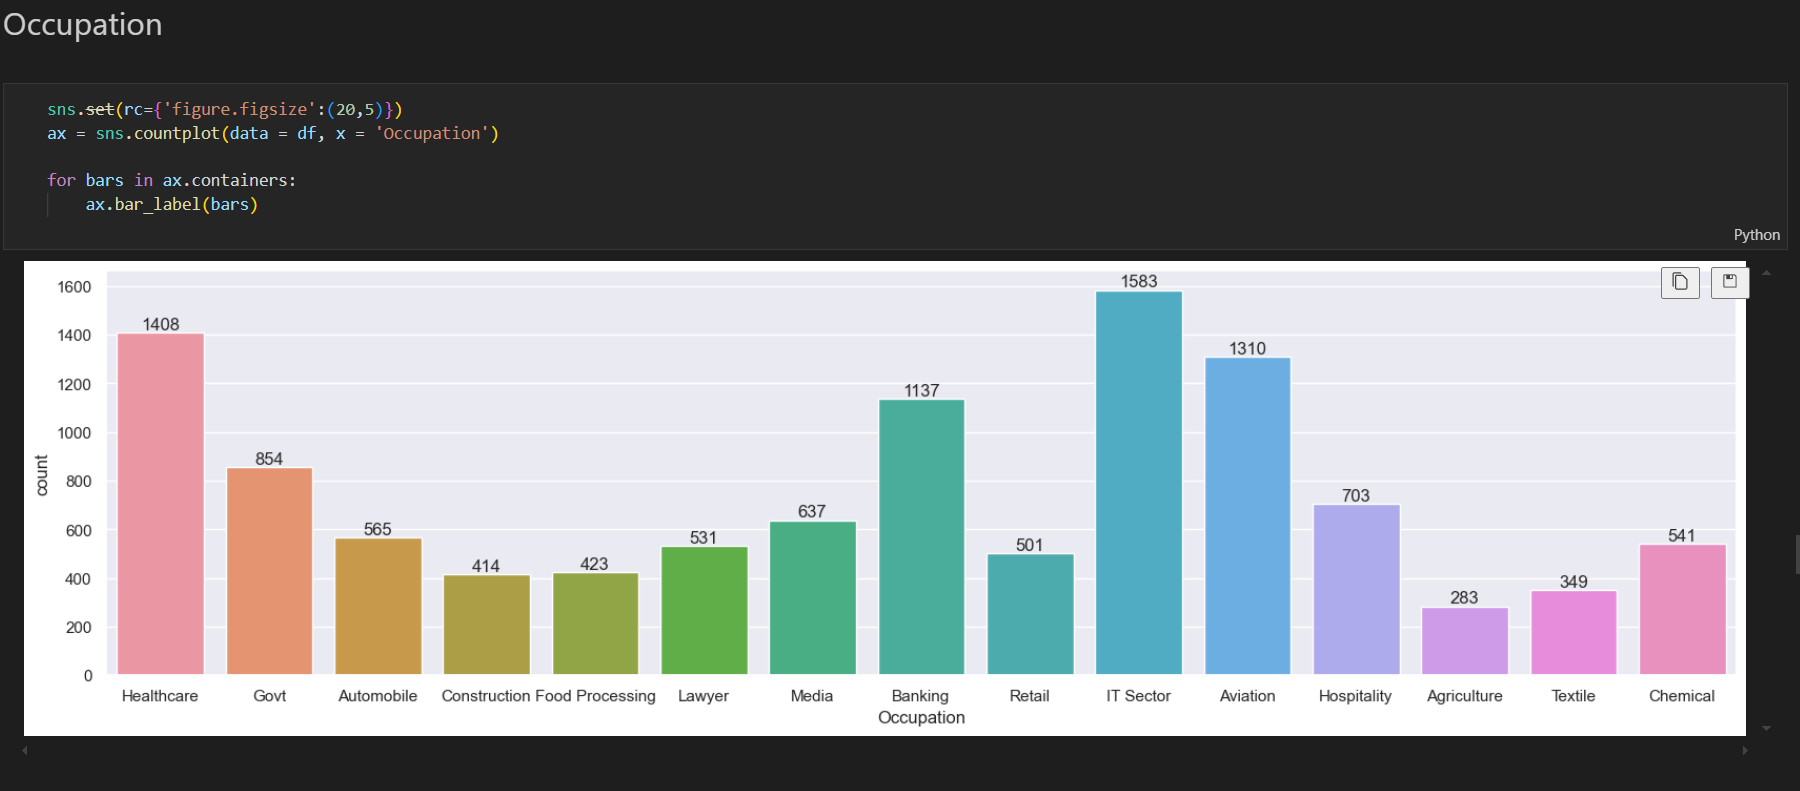 Occupation
sns.set(rc={'figure.figsize':(20,5)})
ax = sns.countplot(data = df, x = 'Occupation')
for bars in ax.containers:
    ax.bar_label(bars)
Python
1600
1400
1200
1000
800
600
400
200
0
count
1408
854
565
414
423
531
637
1137
501
1583
1310
703
283
349
541
Healthcare Govt Automobile Construction Food Processing Lawyer Media Banking Retail IT Sector Aviation Hospitality Agriculture Textile Chemical
Occupation